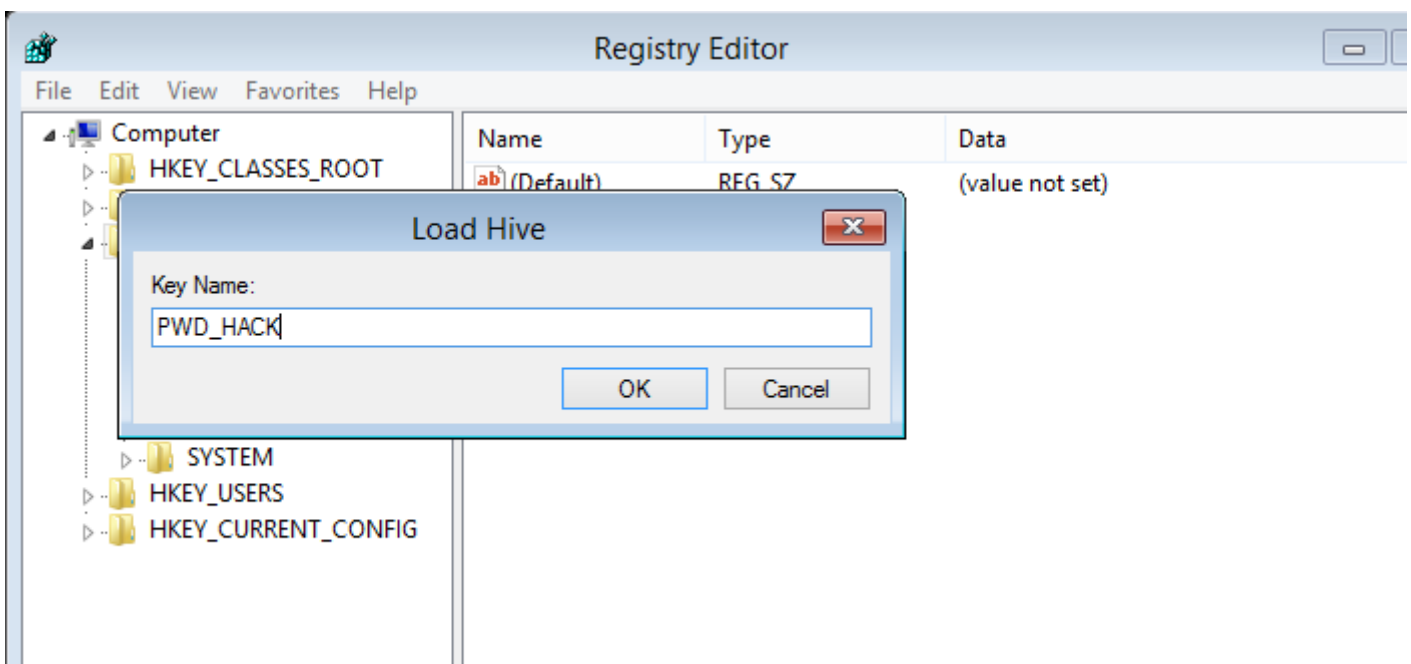 Registry Editor
File Edit View Favorites Help
Computer
HKEY_CLASSES_ROOT
Name Type Data
(Default) REG_SZ (value not set)
Load Hive
Key Name:
PWD_HACK
OK Cancel
SYSTEM
HKEY_USERS
HKEY_CURRENT_CONFIG